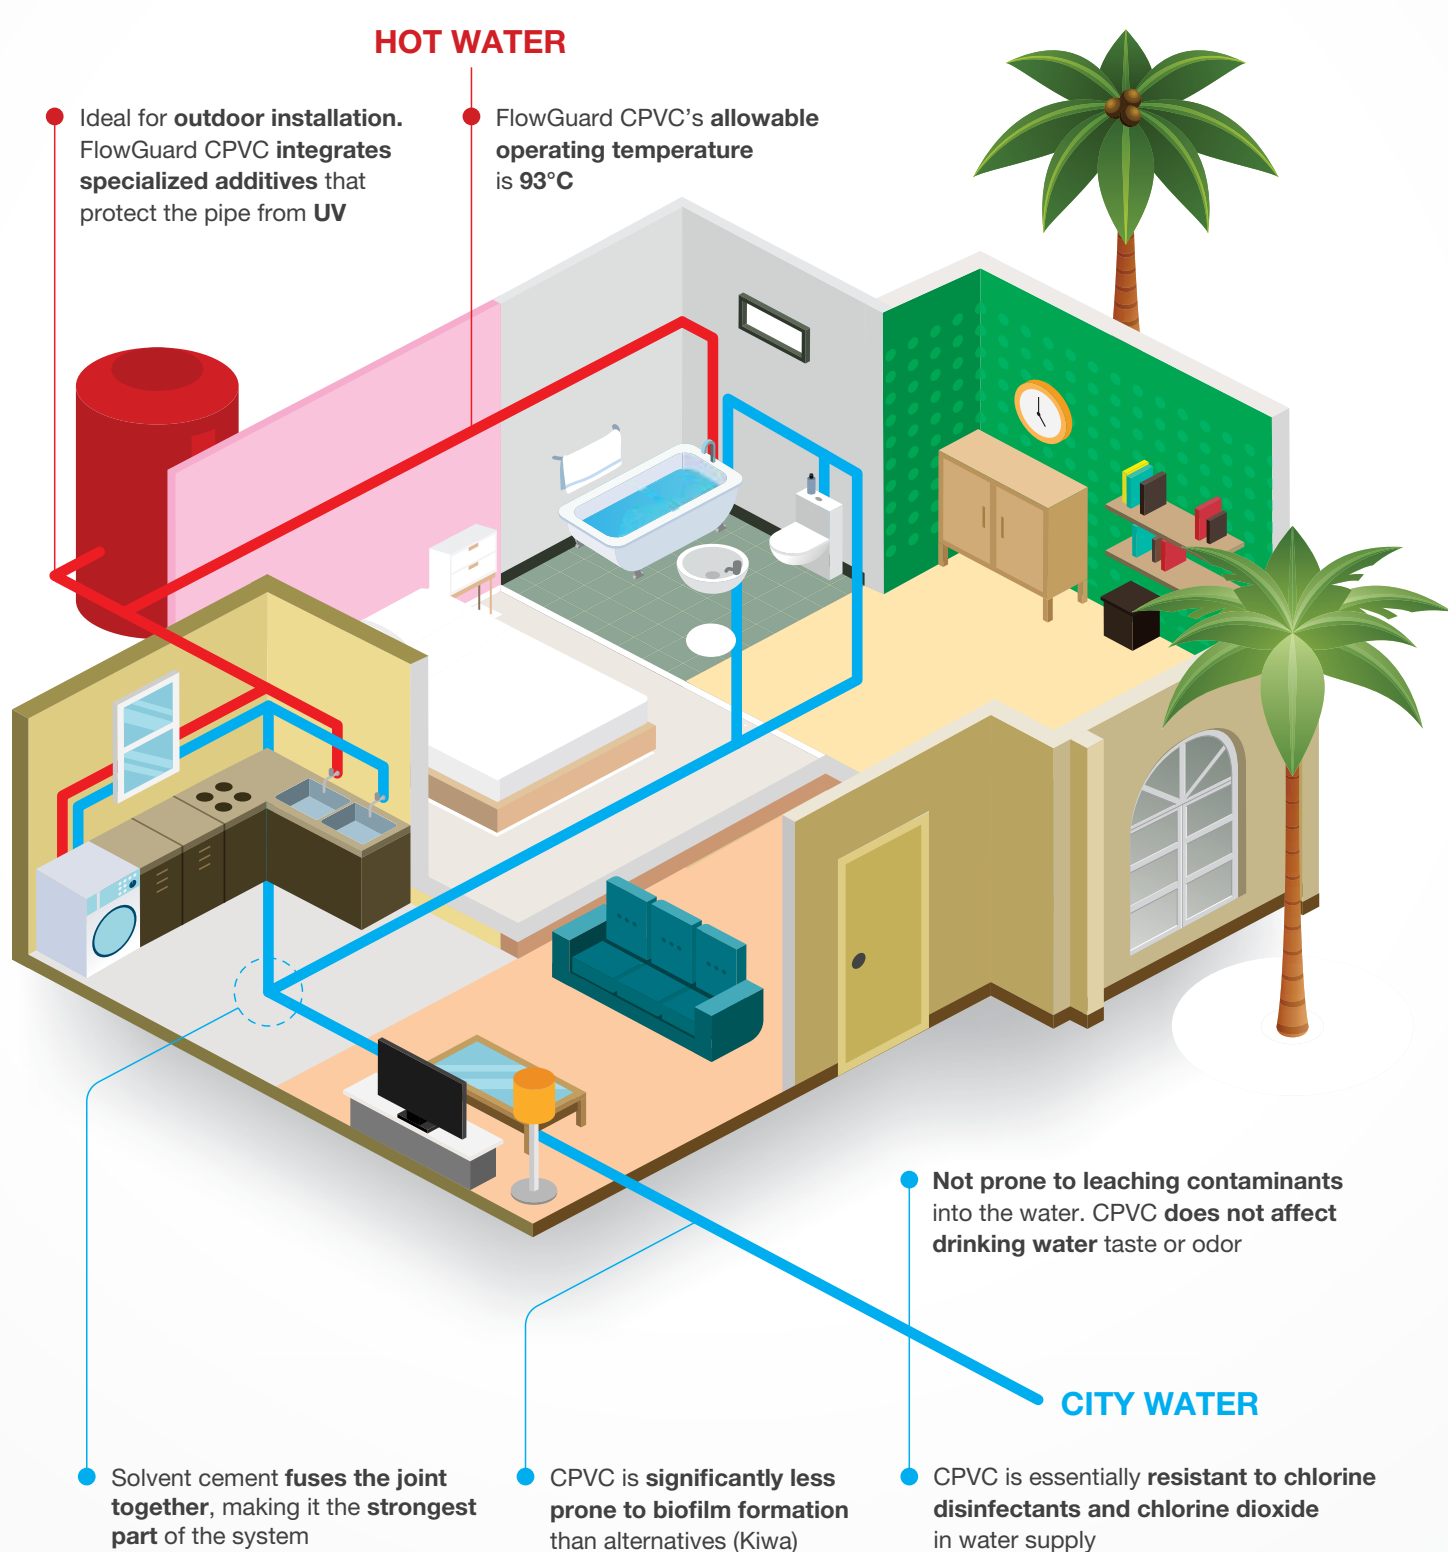 HOT WATER
Ideal for outdoor installation.
FlowGuard CPVC integrates
specialized additives that
protect the pipe from UV
FlowGuard CPVC’s allowable
operating temperature
is 93°C
Not prone to leaching contaminants
into the water. CPVC does not affect
drinking water taste or odor
CITY WATER
Solvent cement fuses the joint
together, making it the strongest
part of the system
CPVC is significantly less
prone to biofilm formation
than alternatives (Kiwa)
CPVC is essentially resistant to chlorine
disinfectants and chlorine dioxide
in water supply